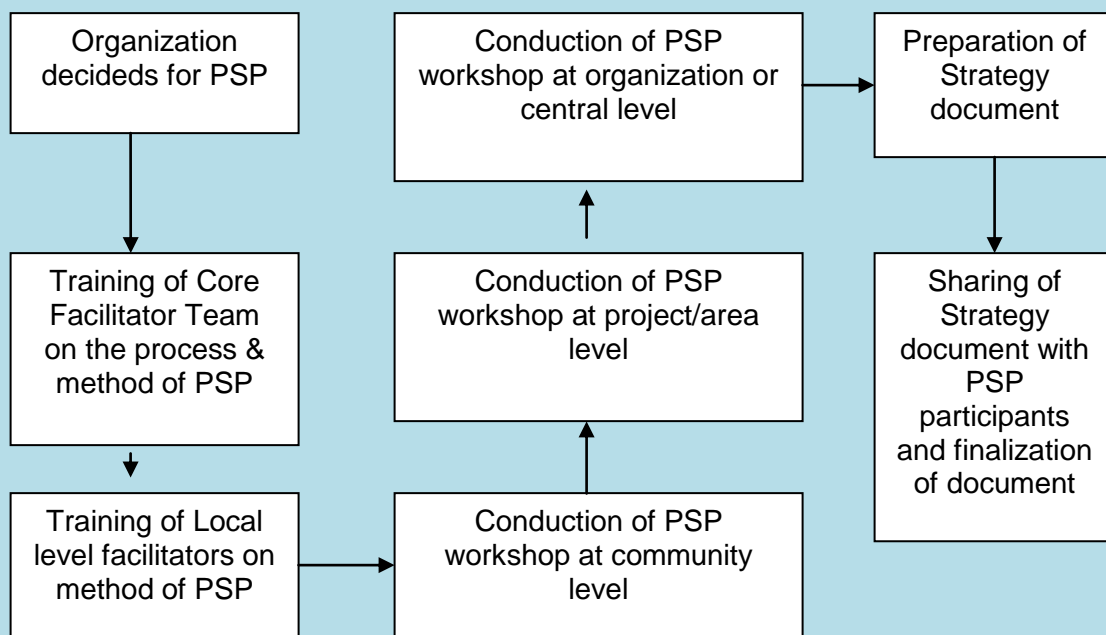 Organization
decideds for PSP
Training of Core
Facilitator Team
on the process &
method of PSP
Training of Local
level facilitators on
method of PSP
Conduction of PSP
workshop at community
level
Conduction of PSP
workshop at project/area
level
Conduction of PSP
workshop at organization or
central level
Preparation of
Strategy
document
Sharing of
Strategy
document with
PSP
participants
and finalization
of document